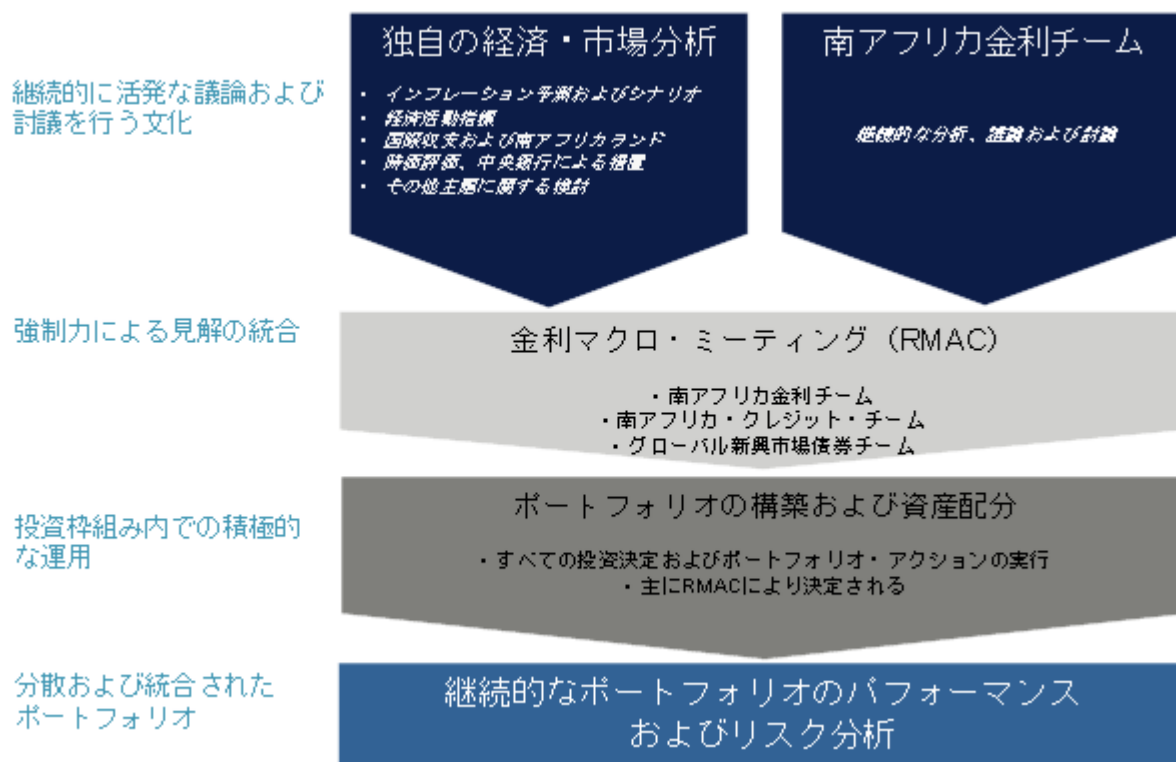 継続的に活発な議論および
討議を行う文化
独自の経済・市場分析
・ インフレーション予測およびシナリオ
・ 経済活動指標
・ 国際収支および南アフリカランド
・ 時価評価、中央銀行による措置
・ その他主題に関する検討
南アフリカ金利チーム
継続的な分析、議論および討論
強制力による見解の統合
金利マクロ・ミーティング（RMAC）
・南アフリカ金利チーム
・南アフリカ・クレジット・チーム
・グローバル新興市場債券チーム
投資枠組み内での積極的
な運用
ポートフォリオの構築および資産配分
・すべての投資決定およびポートフォリオ・アクションの実行
・主にRMACにより決定される
分散および統合された
ポートフォリオ
継続的なポートフォリオのパフォーマンス
およびリスク分析